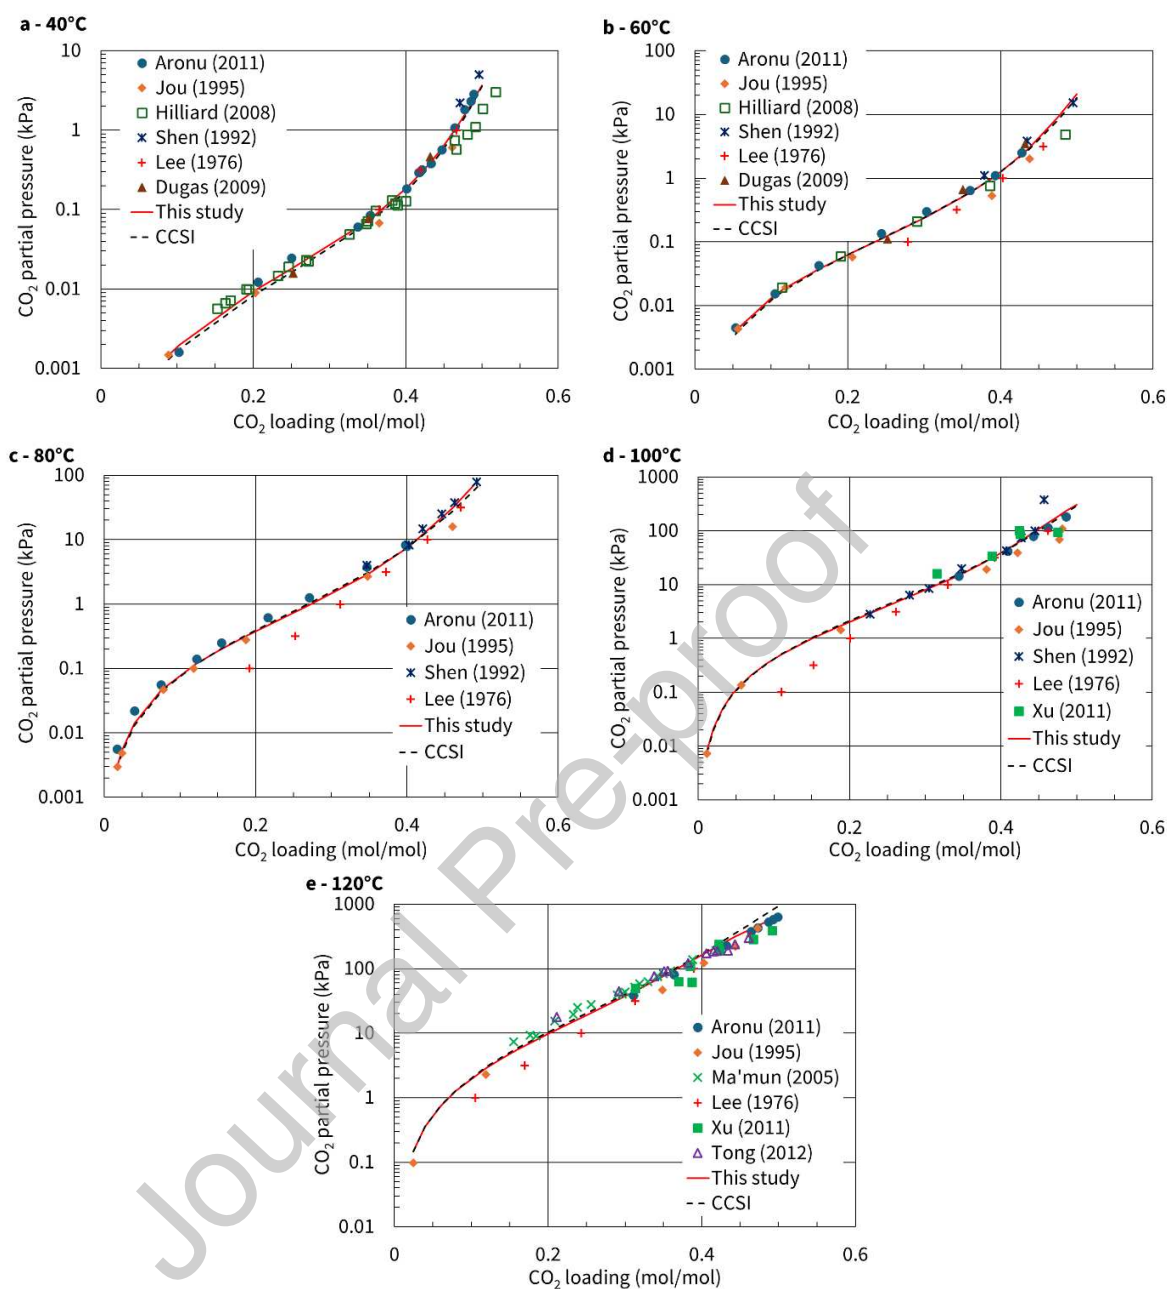 a - 40°C
10
1
0.1
0.01
0.001
0
0.2
0.4
0.6
CO2 partial pressure (kPa)
CO2 loading (mol/mol)
Aronu (2011)
Jou (1995)
Hilliard (2008)
Shen (1992)
Lee (1976)
Dugas (2009)
This study
CCSI
b - 60°C
100
10
1
0.1
0.01
0.001
0
0.2
0.4
0.6
CO2 partial pressure (kPa)
CO2 loading (mol/mol)
Aronu (2011)
Jou (1995)
Hilliard (2008)
Shen (1992)
Lee (1976)
Dugas (2009)
This study
CCSI
c - 80°C
100
10
1
0.1
0.01
0.001
0
0.2
0.4
0.6
CO2 partial pressure (kPa)
CO2 loading (mol/mol)
Aronu (2011)
Jou (1995)
Shen (1992)
Lee (1976)
This study
CCSI
d - 100°C
1000
100
10
1
0.1
0.01
0.001
0
0.2
0.4
0.6
CO2 partial pressure (kPa)
CO2 loading (mol/mol)
Aronu (2011)
Jou (1995)
Shen (1992)
Lee (1976)
Xu (2011)
This study
CCSI
e - 120°C
1000
100
10
1
0.1
0.01
0
0.2
0.4
0.6
CO2 partial pressure (kPa)
CO2 loading (mol/mol)
Aronu (2011)
Jou (1995)
Ma'mun (2005)
Lee (1976)
Xu (2011)
Tong (2012)
This study
CCSI
Journal Pre-proof